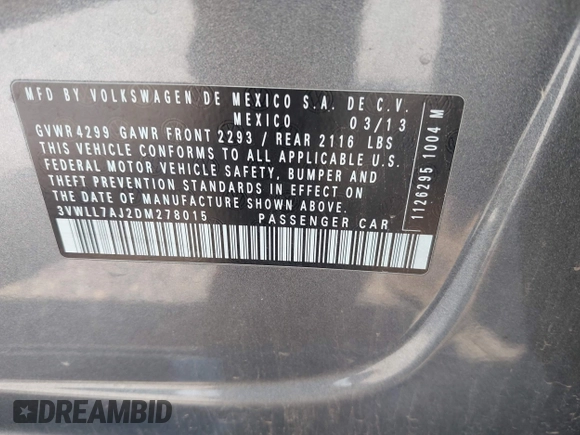 MFD BY VOLKSWAGEN DE MEXICO S.A. DE C.V.
MEXICO 03/13
GVWR 4299 GAWR FRONT 2293 / REAR 2116 LBS
THIS VEHICLE CONFORMS TO ALL APPLICABLE U.S.
FEDERAL MOTOR VEHICLE SAFETY, BUMPER AND
THEFT PREVENTION STANDARDS IN EFFECT ON
THE DATE OF MANUFACTURE SHOWN ABOVE.
3VWLL7AJ2DM278015 PASSENGER CAR
1126295 1004 M
DREAMBID